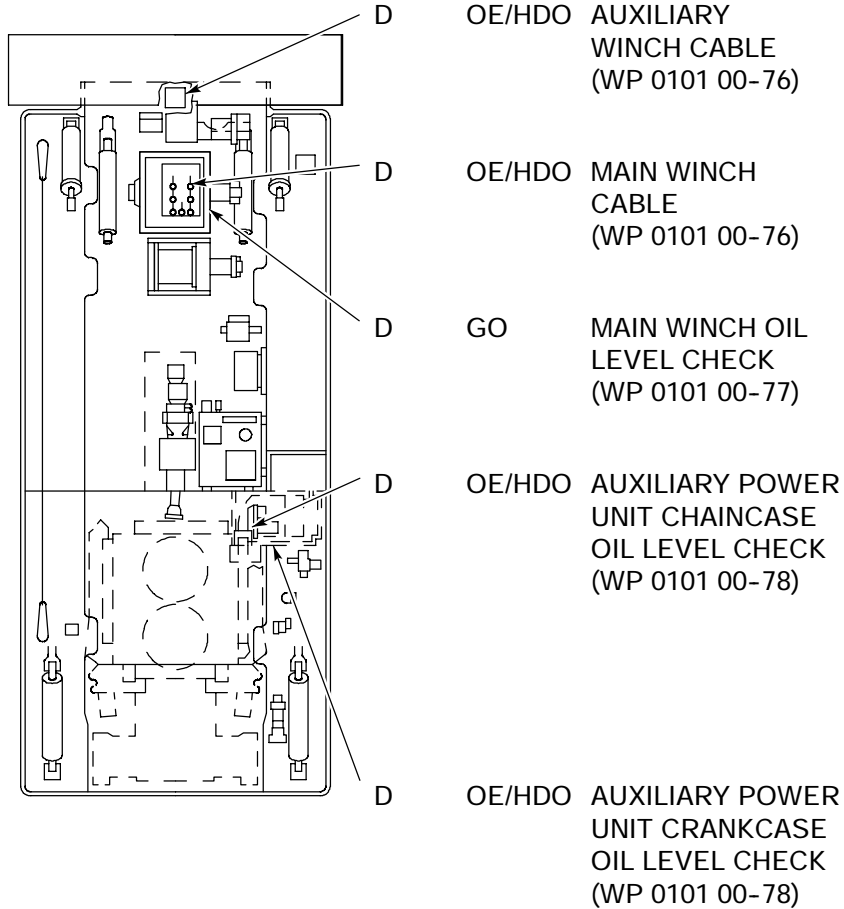 D OE/HDO AUXILIARY
WINCH CABLE
(WP 0101 00-76)
D OE/HDO MAIN WINCH
CABLE
(WP 0101 00-76)
D GO MAIN WINCH OIL
LEVEL CHECK
(WP 0101 00-77)
D OE/HDO AUXILIARY POWER
UNIT CHAINCASE
OIL LEVEL CHECK
(WP 0101 00-78)
D OE/HDO AUXILIARY POWER
UNIT CRANKCASE
OIL LEVEL CHECK
(WP 0101 00-78)